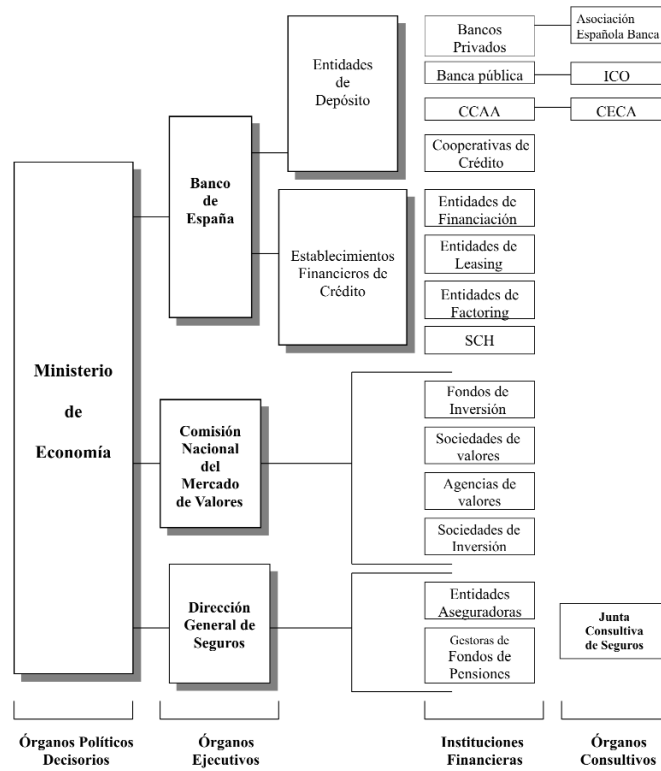 Ministerio
de
Economía
Banco
de
España
Entidades
de
Depósito
Bancos
Privados
Asociación
Española Banca
Banca pública
ICO
CCAA
CECA
Cooperativas de
Crédito
Establecimientos
Financieros de
Crédito
Entidades de
Financiación
Entidades de
Leasing
Entidades de
Factoring
SCH
Comisión
Nacional
del
Mercado
de Valores
Fondos de
Inversión
Sociedades de
valores
Agencias de
valores
Sociedades de
Inversión
Dirección
General de
Seguros
Entidades
Aseguradoras
Gestoras de
Fondos de
Pensiones
Junta
Consultiva
de Seguros
Órganos Políticos
Decisorios
Órganos
Ejecutivos
Instituciones
Financieras
Órganos
Consultivos